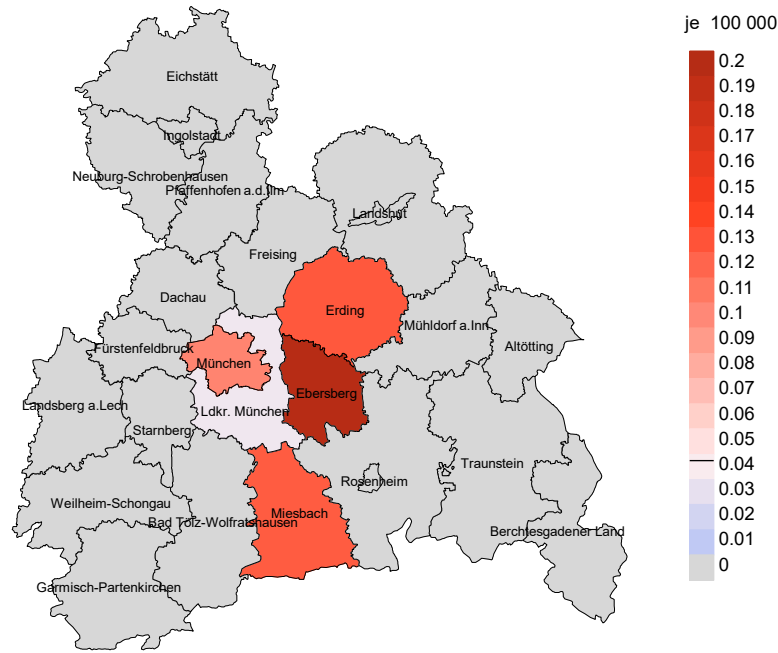 je 100 000
0.2
0.19
0.18
0.17
0.16
0.15
0.14
0.13
0.12
0.1
0.09
0.08
0.07
0.06
0.05
0.04
0.03
0.02
0.01
0
Eichstätt
Ingolstadt
Neuburg-Schrobenhausen
Pfaffenhofen a.d.Ilm
Landshut
Freising
Dachau
Erding
Mühldorf a.Inn
Altötting
Fürstenfeldbruck
München
Ebersberg
Landsberg a.Lech
Ldkr. München
Starnberg
Traunstein
Rosenheim
Weilheim-Schongau
Miesbach
Bad Tölz-Wolfratshausen
Berchtesgadener Land
Garmisch-Partenkirchen